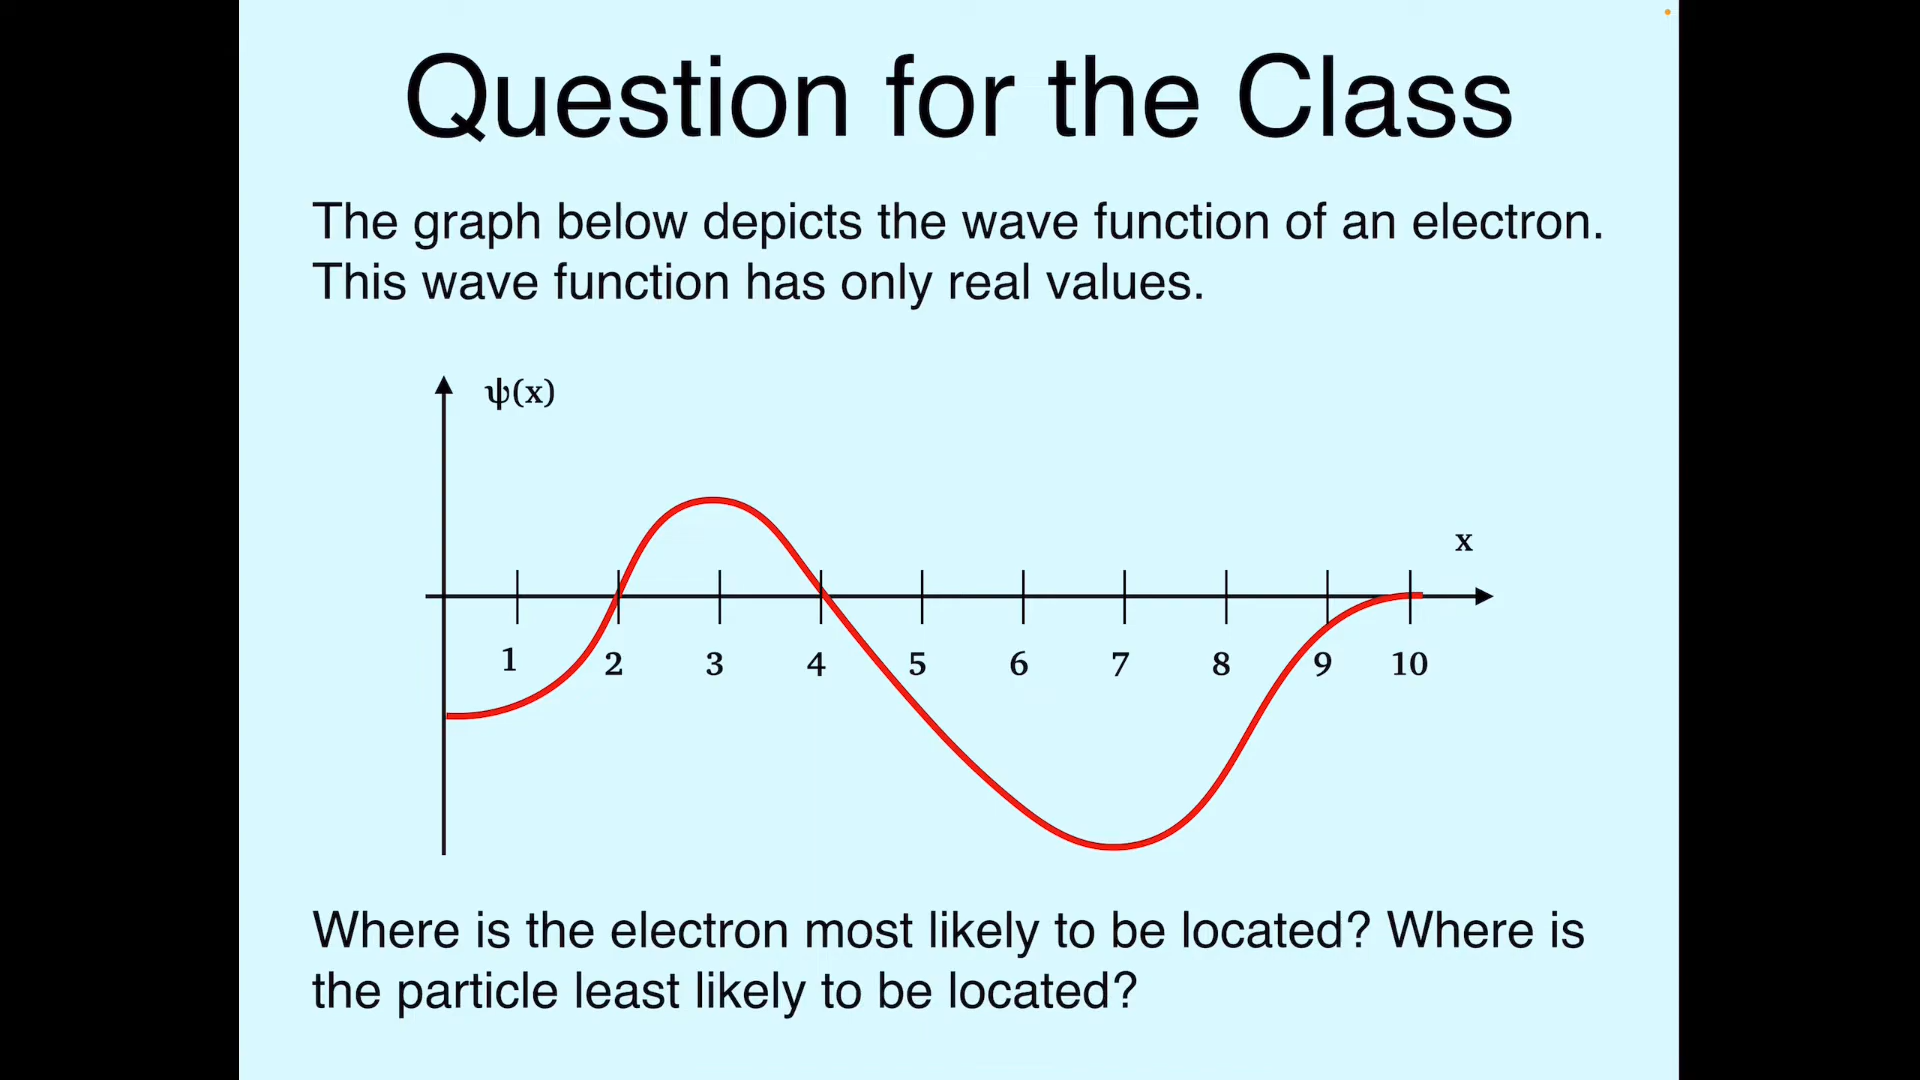 Question for the Class
The graph below depicts the wave function of an electron.
This wave function has only real values.
ψ(x)
x
1 2 3 4 5 6 7 8 9 10
Where is the electron most likely to be located? Where is
the particle least likely to be located?